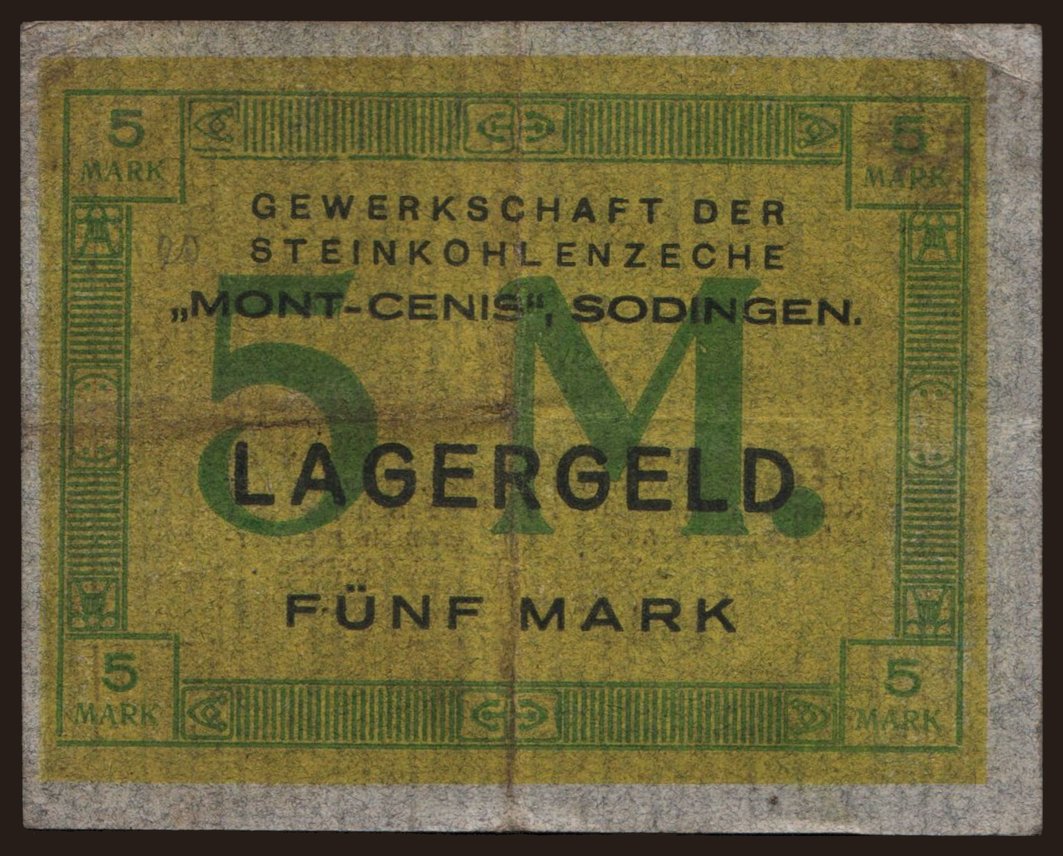 5 5
MARK MARK
GEWERKSCHAFT DER
STEINKOHLENZECHE
„MONT-CENIS“, SODINGEN.
5 M.
LAGERGELD
FÜNF MARK
5 5
MARK MARK